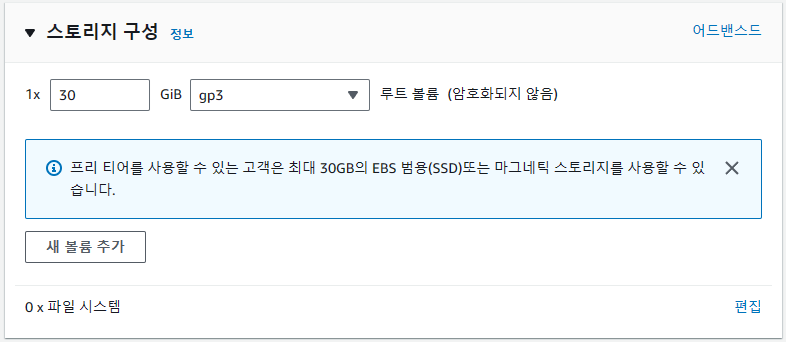 스토리지 구성 정보 어드밴스드
1x 30 GiB gp3 루트 볼륨 (암호화되지 않음)
프리 티어를 사용할 수 있는 고객은 최대 30GB의 EBS 범용(SSD)또는 마그네틱 스토리지를 사용할 수 있
습니다.
새 볼륨 추가
0 x 파일 시스템 편집